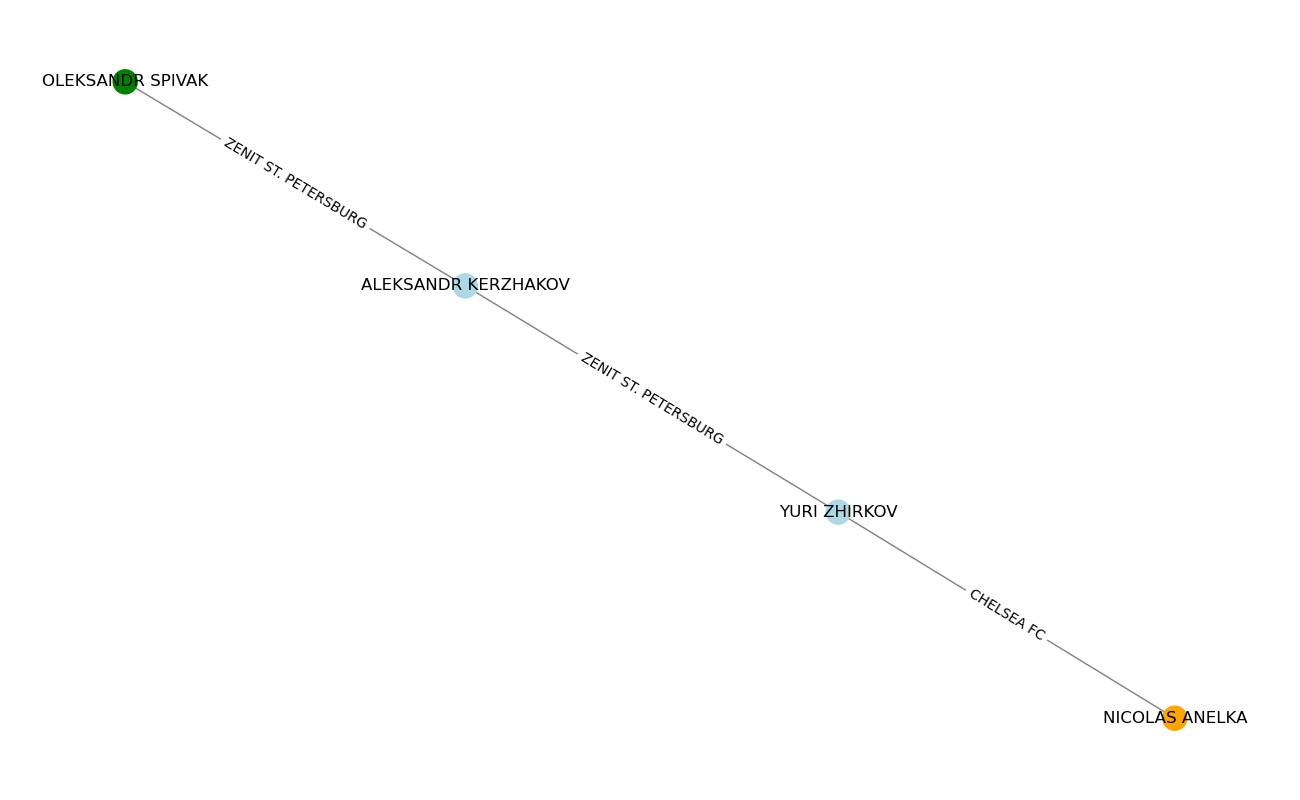 OLEKSANDR SPIVAK
ZENIT ST. PETERSBURG
ALEKSANDR KERZHAKOV
ZENIT ST. PETERSBURG
YURI ZHIRKOV
CHELSEA FC
NICOLAS ANELKA